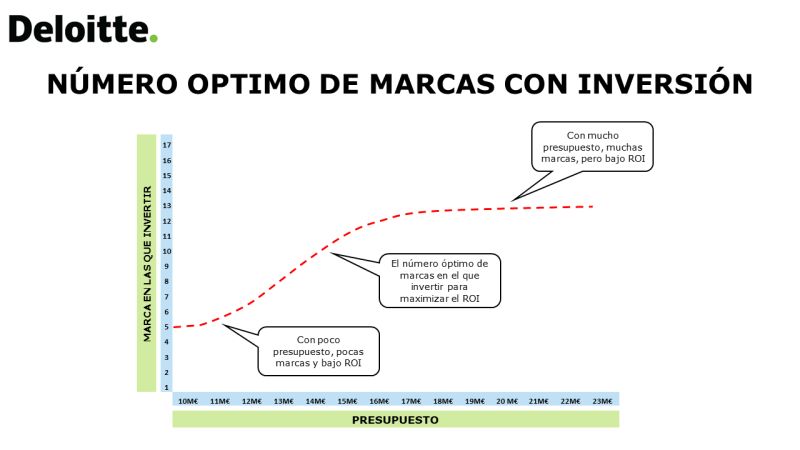 Deloitte.
NÚMERO OPTIMO DE MARCAS CON INVERSIÓN
Con mucho
presupuesto, muchas
marcas, pero bajo ROI
MARCA EN LAS QUE INVERTIR
17
16
15
14
13
12
11
10
9
8
7
6
5
4
3
2
1
El número óptimo de
marcas en el que
invertir para
maximizar el ROI
Con poco
presupuesto, pocas
marcas y bajo ROI
10M€ 11M€ 12M€ 13M€ 14M€ 15M€ 16M€ 17M€ 18M€ 19M€ 20 M€ 21M€ 22M€ 23M€
PRESUPUESTO